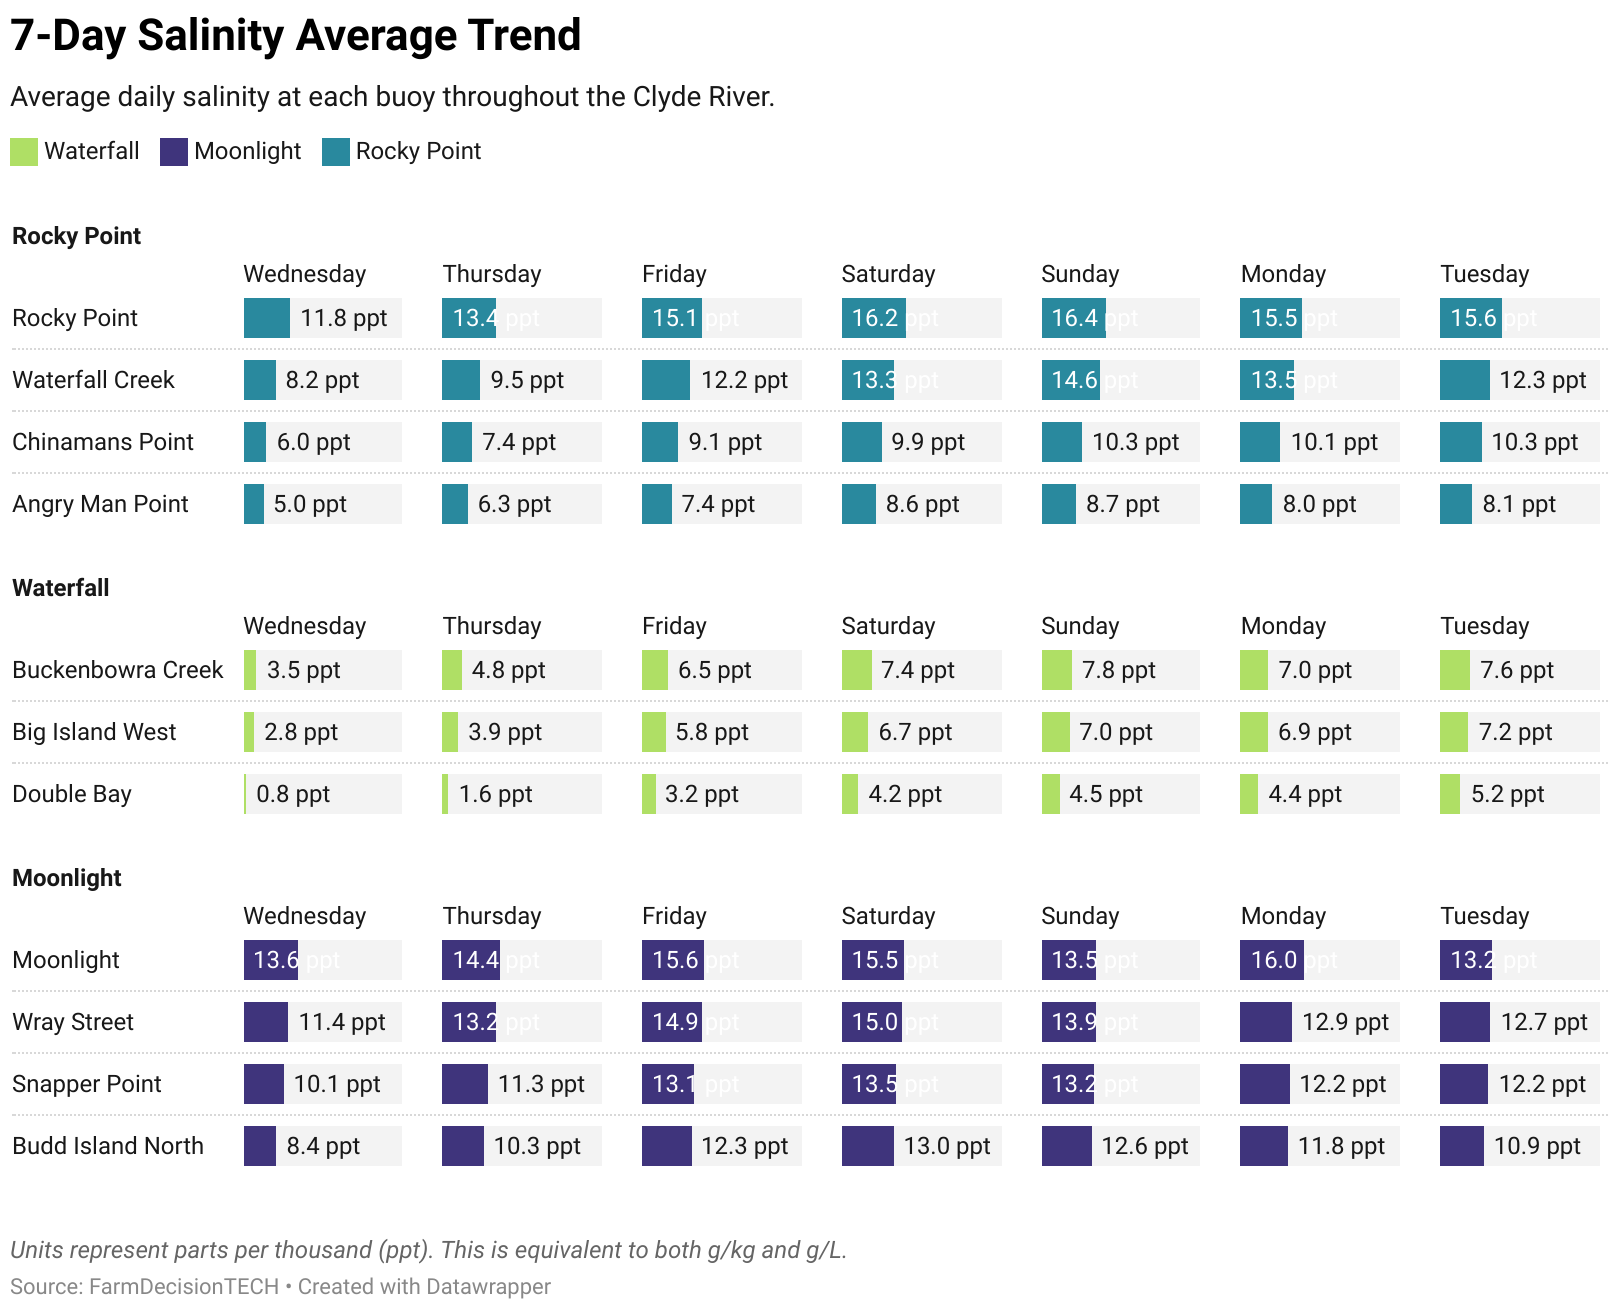 7-Day Salinity Average Trend
Average daily salinity at each buoy throughout the Clyde River.
Waterfall Moonlight Rocky Point
Rocky Point
Wednesday Thursday Friday Saturday Sunday Monday Tuesday
Rocky Point 11.8 ppt 13.4 ppt 15.1 ppt 16.2 ppt 16.4 ppt 15.5 ppt 15.6 ppt
Waterfall Creek 8.2 ppt 9.5 ppt 12.2 ppt 13.3 ppt 14.6 ppt 13.5 ppt 12.3 ppt
Chinamans Point 6.0 ppt 7.4 ppt 9.1 ppt 9.9 ppt 10.3 ppt 10.1 ppt 10.3 ppt
Angry Man Point 5.0 ppt 6.3 ppt 7.4 ppt 8.6 ppt 8.7 ppt 8.0 ppt 8.1 ppt
Waterfall
Wednesday Thursday Friday Saturday Sunday Monday Tuesday
Buckenbowra Creek 3.5 ppt 4.8 ppt 6.5 ppt 7.4 ppt 7.8 ppt 7.0 ppt 7.6 ppt
Big Island West 2.8 ppt 3.9 ppt 5.8 ppt 6.7 ppt 7.0 ppt 6.9 ppt 7.2 ppt
Double Bay 0.8 ppt 1.6 ppt 3.2 ppt 4.2 ppt 4.5 ppt 4.4 ppt 5.2 ppt
Moonlight
Wednesday Thursday Friday Saturday Sunday Monday Tuesday
Moonlight 13.6 ppt 14.4 ppt 15.6 ppt 15.5 ppt 13.5 ppt 16.0 ppt 13.2 ppt
Wray Street 11.4 ppt 13.2 ppt 14.9 ppt 15.0 ppt 13.9 ppt 12.9 ppt 12.7 ppt
Snapper Point 10.1 ppt 11.3 ppt 13.1 ppt 13.5 ppt 13.2 ppt 12.2 ppt 12.2 ppt
Budd Island North 8.4 ppt 10.3 ppt 12.3 ppt 13.0 ppt 12.6 ppt 11.8 ppt 10.9 ppt
Units represent parts per thousand (ppt). This is equivalent to both g/kg and g/L.
Source: FarmDecisionTECH • Created with Datawrapper